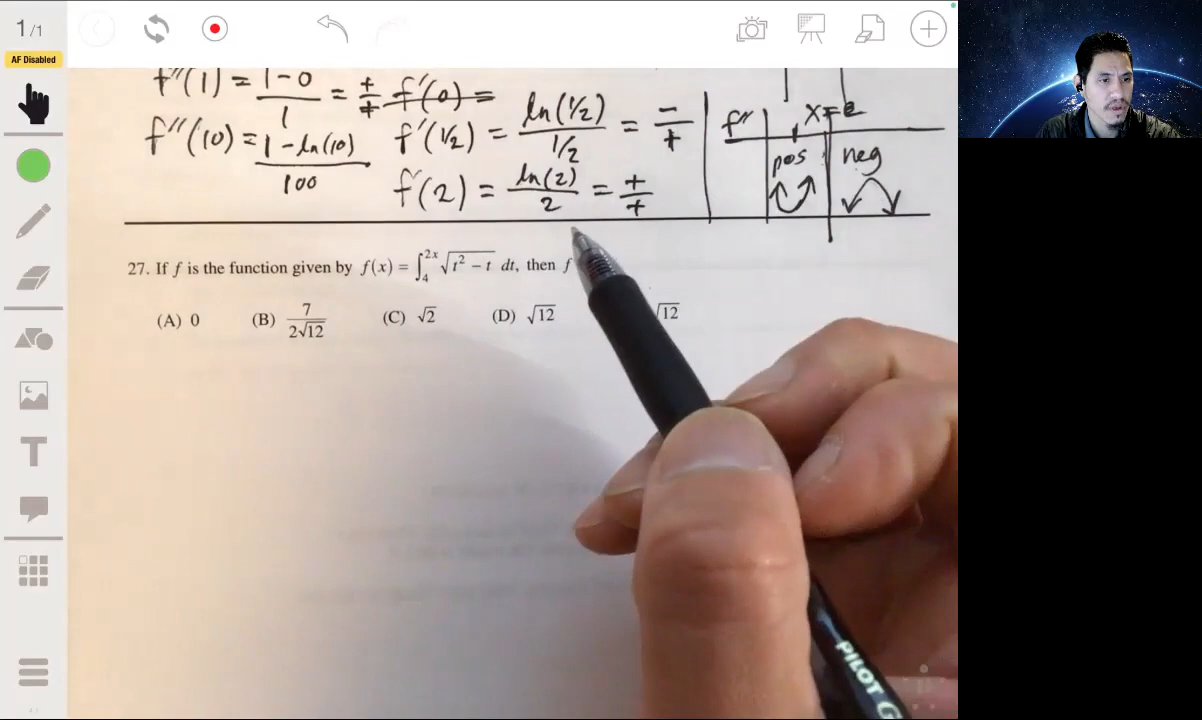 1/1
AF Disabled
f''(1) = 1-0/1 = +/+ f'(0) =
f''(10) = 1-ln(10)/100 f'(1/2) = ln(1/2)/1/2 = -/+
f'(2) = ln(2)/2 = +/+
f'' x=e
pos neg
27. If f is the function given by f(x) = ∫₄²ˣ √(t² − t) dt, then f
(A) 0 (B) 7/2√12 (C) √2 (D) √12 √12
T
PILOT G